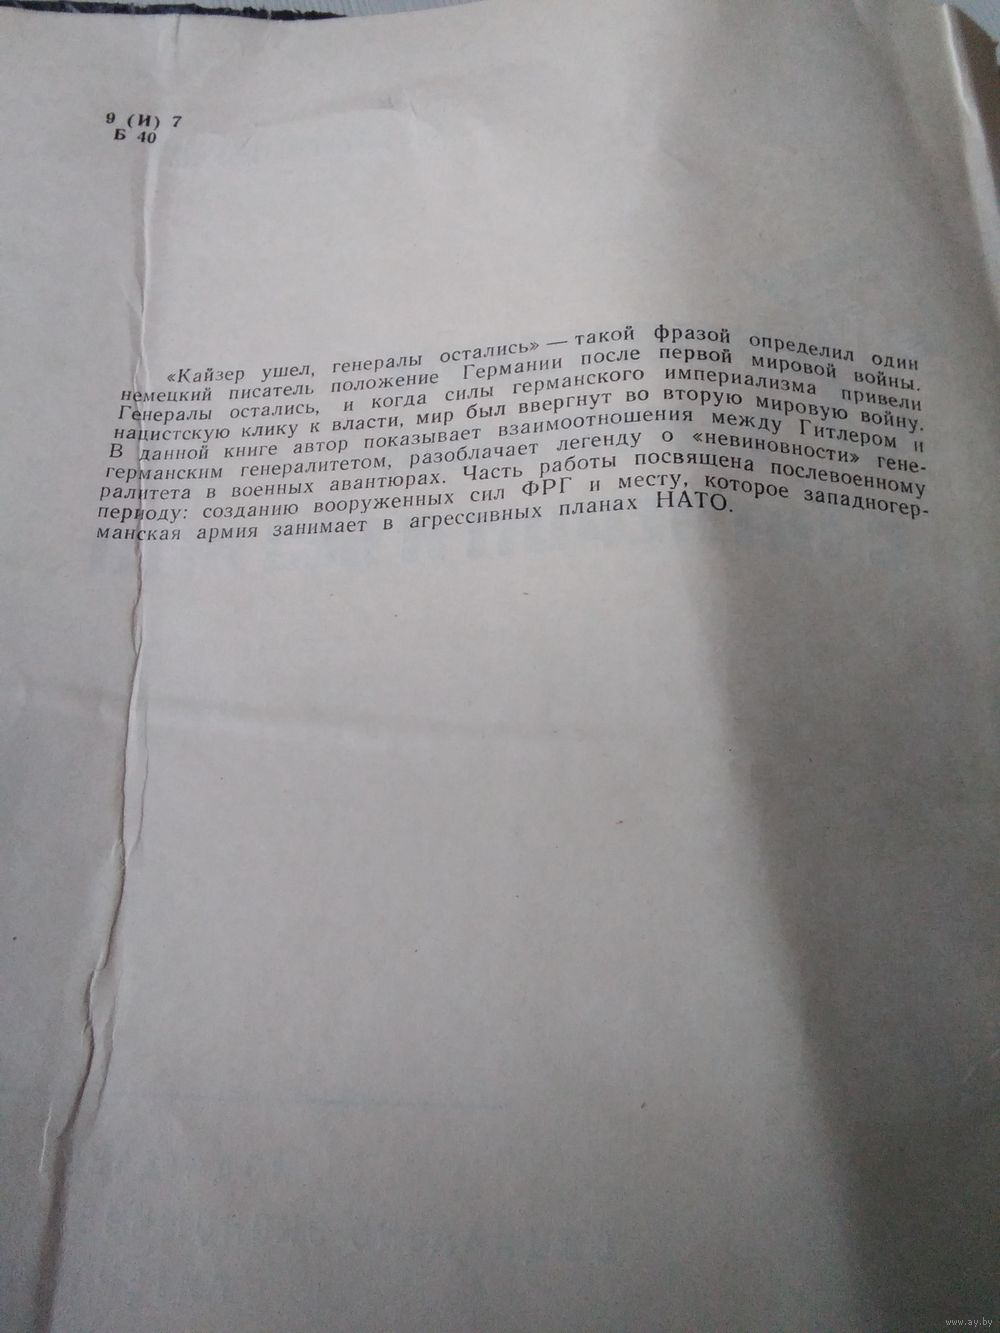 9 (И) 7
Б 40
«Кайзер ушел, генералы остались» — такой фразой определил один
немецкий писатель положение Германии после первой мировой войны.
Генералы остались, и когда силы германского империализма привели
нацистскую клику к власти, мир был ввергнут во вторую мировую войну.
В данной книге автор показывает взаимоотношения между Гитлером и
германским генералитетом, разоблачает легенду о «невиновности» гене-
ралитета в военных авантюрах. Часть работы посвящена послевоенному
периоду: созданию вооруженных сил ФРГ и месту, которое западногер-
манская армия занимает в агрессивных планах НАТО.
www.ay.by